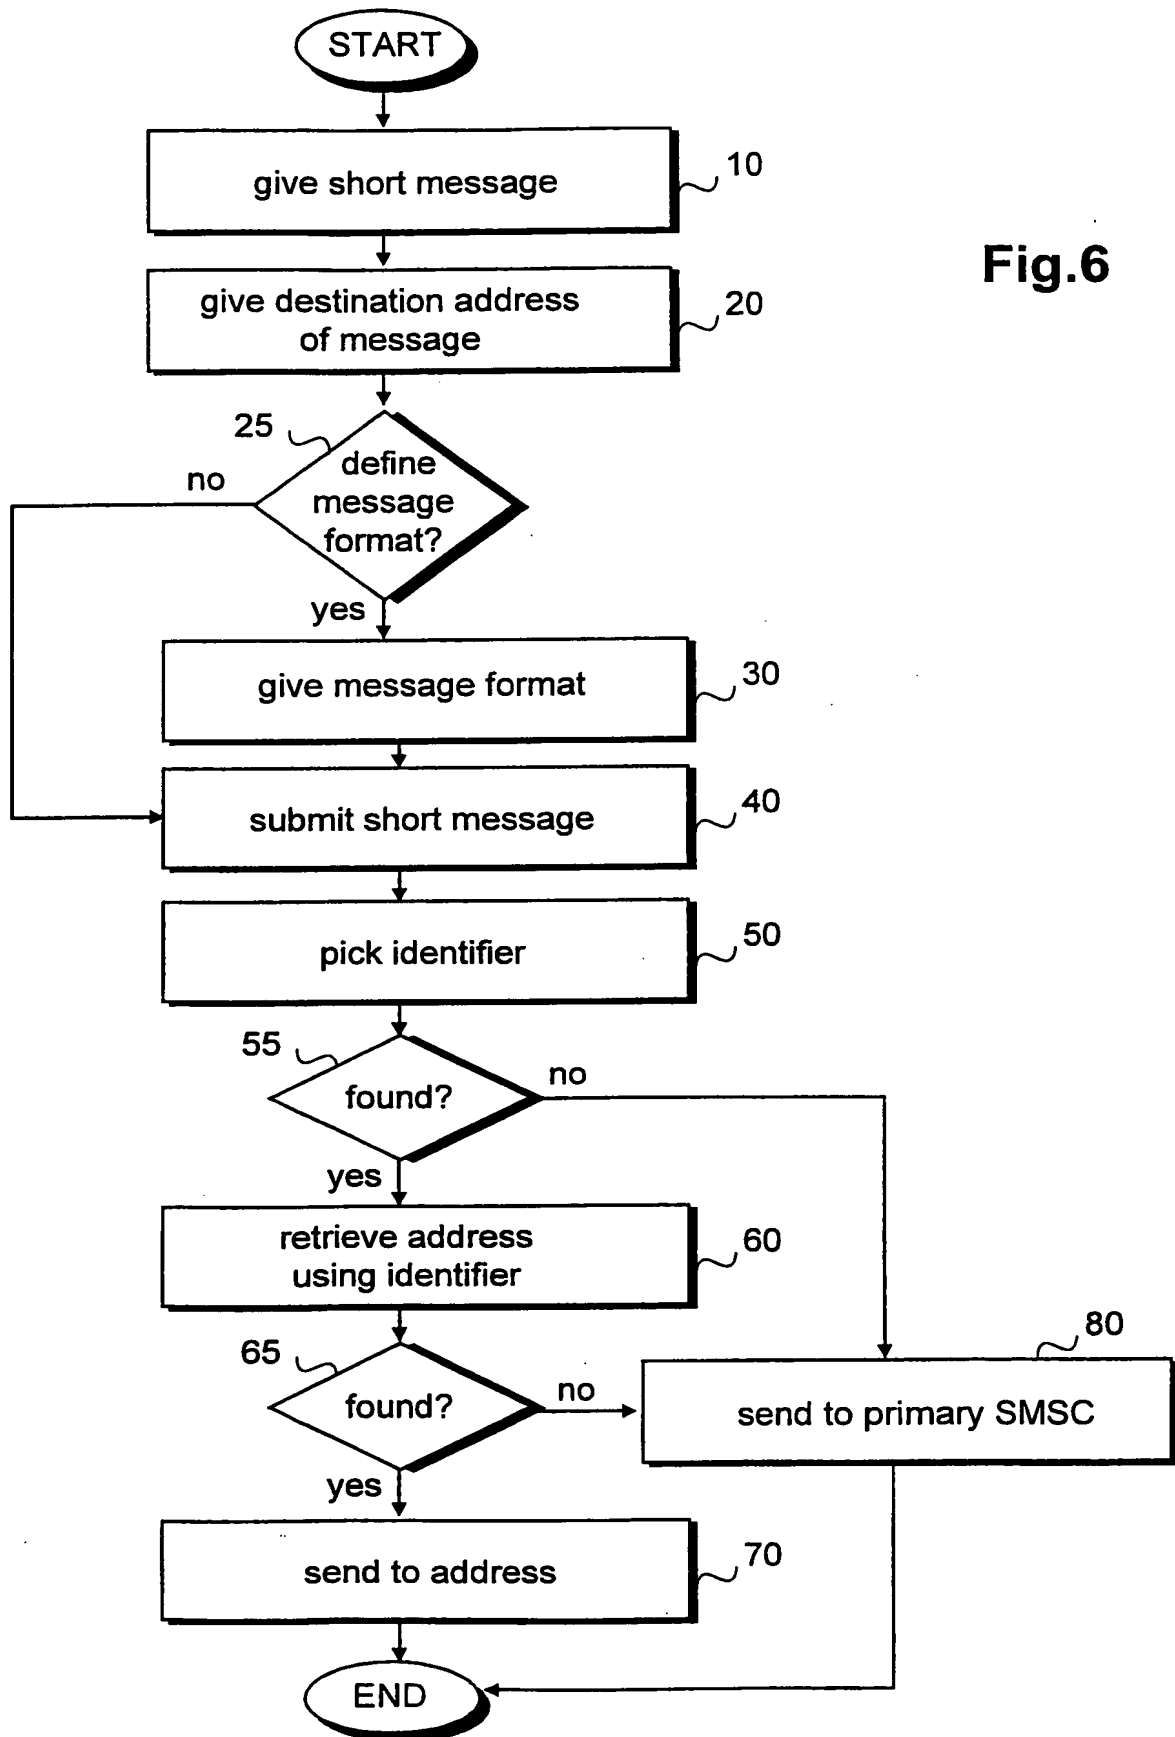 START
give short message
10
Fig.6
give destination address
of message
20
25
define
message
format?
no
yes
give message format
30
submit short message
40
pick identifier
50
55
found?
no
yes
retrieve address
using identifier
60
65
found?
no
80
send to primary SMSC
yes
send to address
70
END